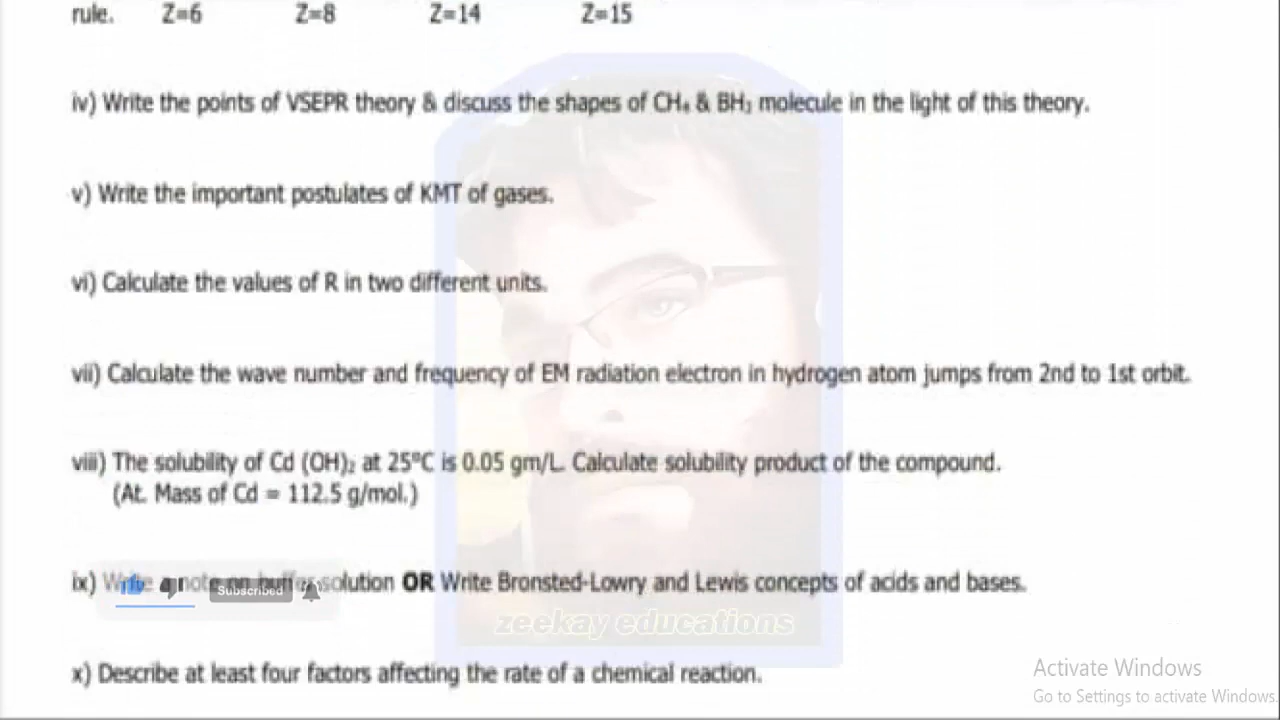 rule. Z=6 Z=8 Z=14 Z=15
iv) Write the points of VSEPR theory & discuss the shapes of CH₄ & BH₃ molecule in the light of this theory.
v) Write the important postulates of KMT of gases.
vi) Calculate the values of R in two different units.
vii) Calculate the wave number and frequency of EM radiation electron in hydrogen atom jumps from 2nd to 1st orbit.
viii) The solubility of Cd (OH)₂ at 25°C is 0.05 gm/L. Calculate solubility product of the compound.
(At. Mass of Cd = 112.5 g/mol.)
ix) Write a note on buffer solution OR Write Bronsted-Lowry and Lewis concepts of acids and bases.
Subscribed
zeekay educations
x) Describe at least four factors affecting the rate of a chemical reaction.
Activate Windows
Go to Settings to activate Windows.